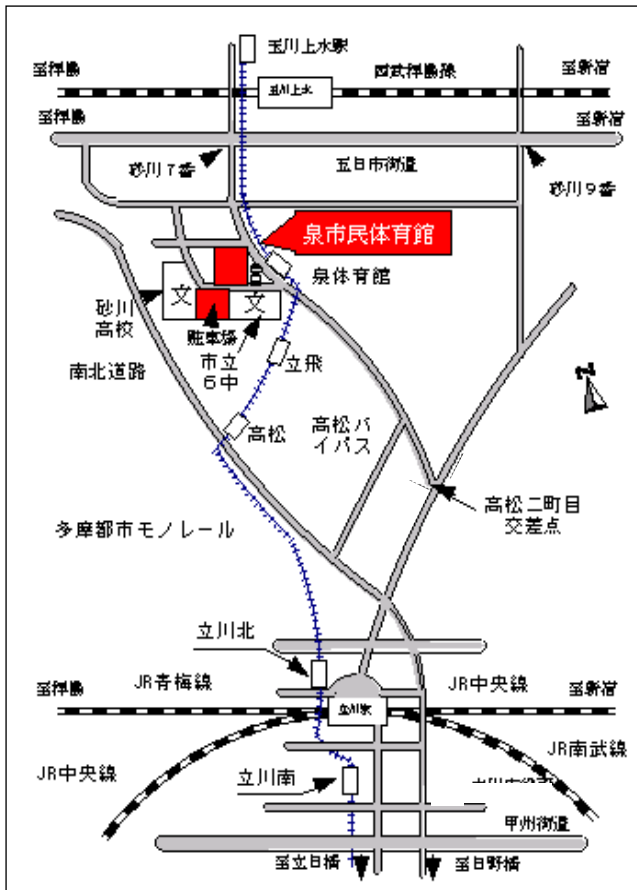 玉川上水駅
至拝島
西武拝島線
至新宿
玉川上水
至拝島
至新宿
砂川7番
五日市街道
砂川9番
泉市民体育館
泉体育館
文
文
砂川
高校
駐車場
市立
6中
立飛
南北道路
高松
高松バ
イパス
高松二町目
交差点
多摩都市モノレール
立川北
JR青梅線
JR中央線
至拝島
至新宿
立川駅
JR南武線
JR中央線
立川南
甲州街道
至立日橋
至日野橋